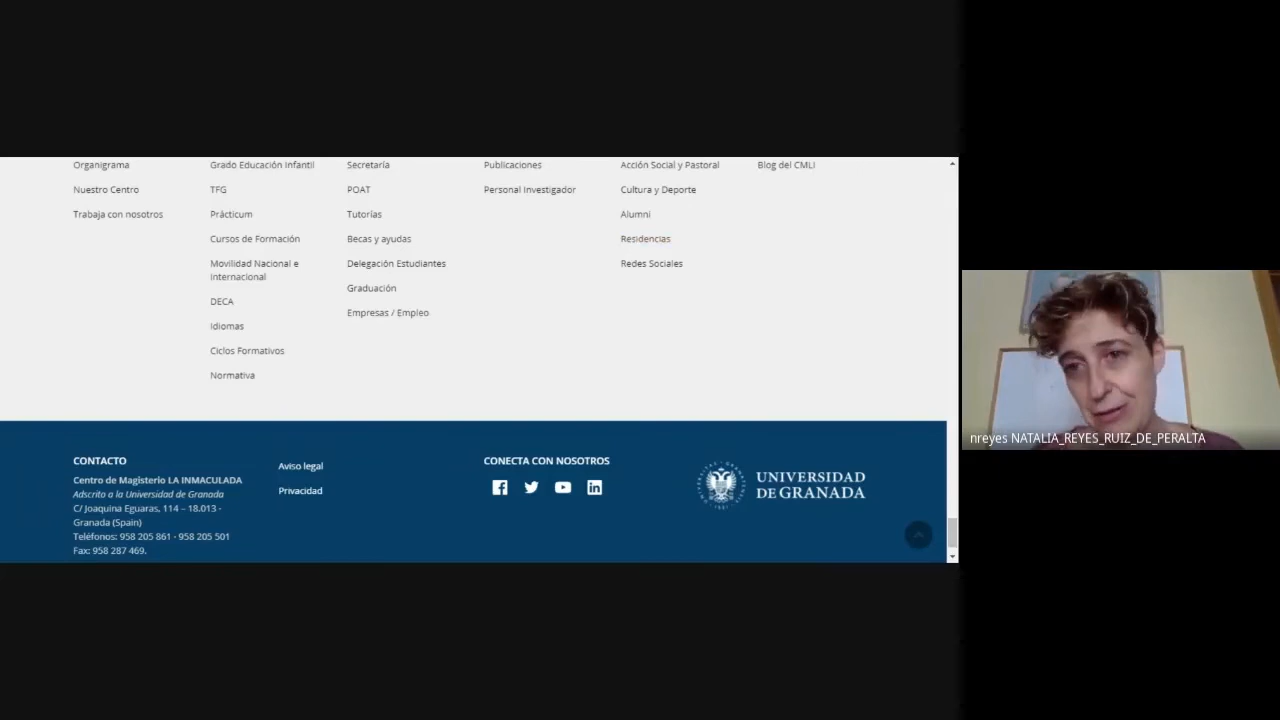 Organigrama
Nuestro Centro
Trabaja con nosotros
Grado Educación Infantil
TFG
Prácticum
Cursos de Formación
Movilidad Nacional e
Internacional
DECA
Idiomas
Ciclos Formativos
Normativa
Secretaría
POAT
Tutorías
Becas y ayudas
Delegación Estudiantes
Graduación
Empresas / Empleo
Publicaciones
Personal Investigador
Acción Social y Pastoral
Cultura y Deporte
Alumni
Residencias
Redes Sociales
Blog del CMLI
CONTACTO
Centro de Magisterio LA INMACULADA
Adscrito a la Universidad de Granada
C/ Joaquina Eguaras, 114 – 18.013 -
Granada (Spain)
Teléfonos: 958 205 861 - 958 205 501
Fax: 958 287 469.
Aviso legal
Privacidad
CONECTA CON NOSOTROS
UNIVERSIDAD
DE GRANADA
nreyes NATALIA_REYES_RUIZ_DE_PERALTA